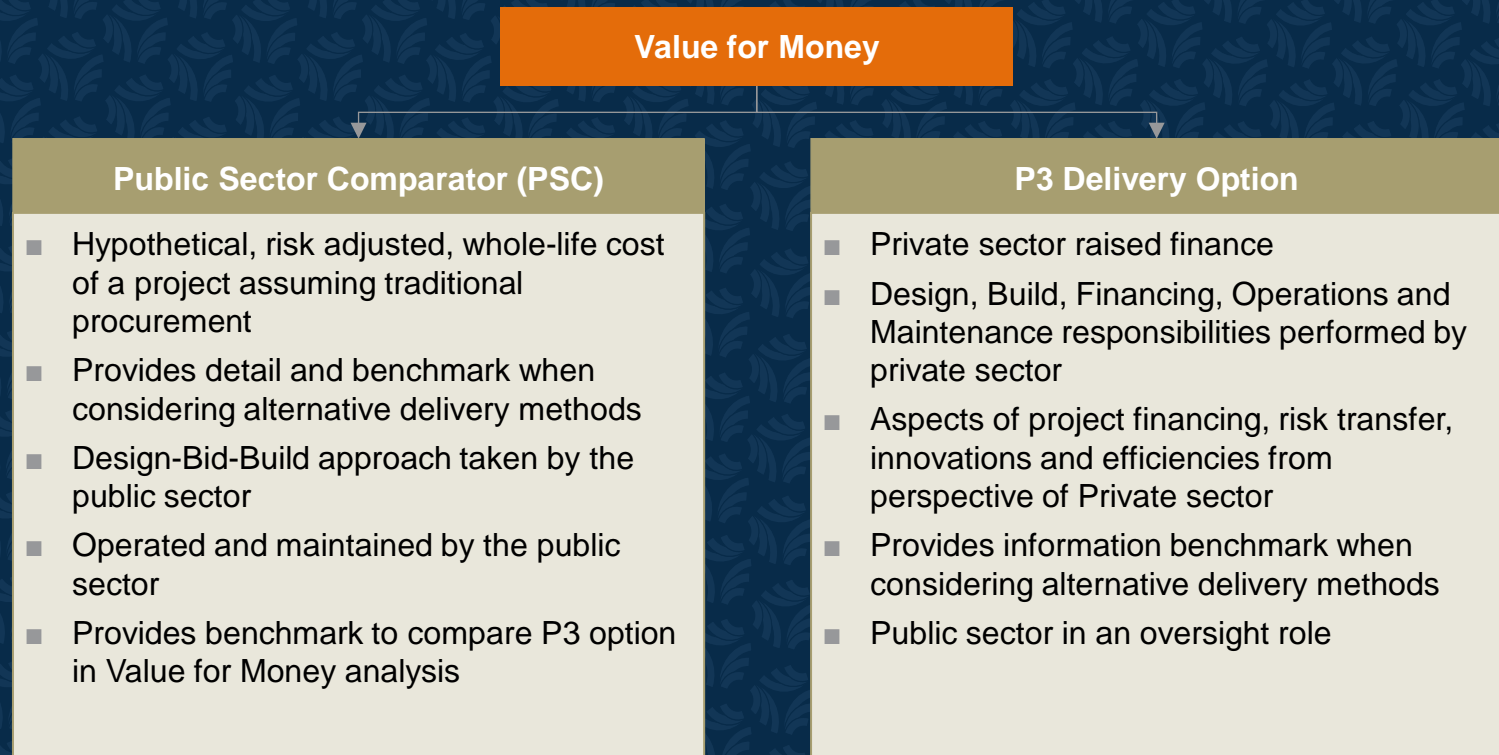 Value for Money
Public Sector Comparator (PSC)
■ Hypothetical, risk adjusted, whole-life cost
of a project assuming traditional
procurement
■ Provides detail and benchmark when
considering alternative delivery methods
■ Design-Bid-Build approach taken by the
public sector
■ Operated and maintained by the public
sector
■ Provides benchmark to compare P3 option
in Value for Money analysis
P3 Delivery Option
■ Private sector raised finance
■ Design, Build, Financing, Operations and
Maintenance responsibilities performed by
private sector
■ Aspects of project financing, risk transfer,
innovations and efficiencies from
perspective of Private sector
■ Provides information benchmark when
considering alternative delivery methods
■ Public sector in an oversight role